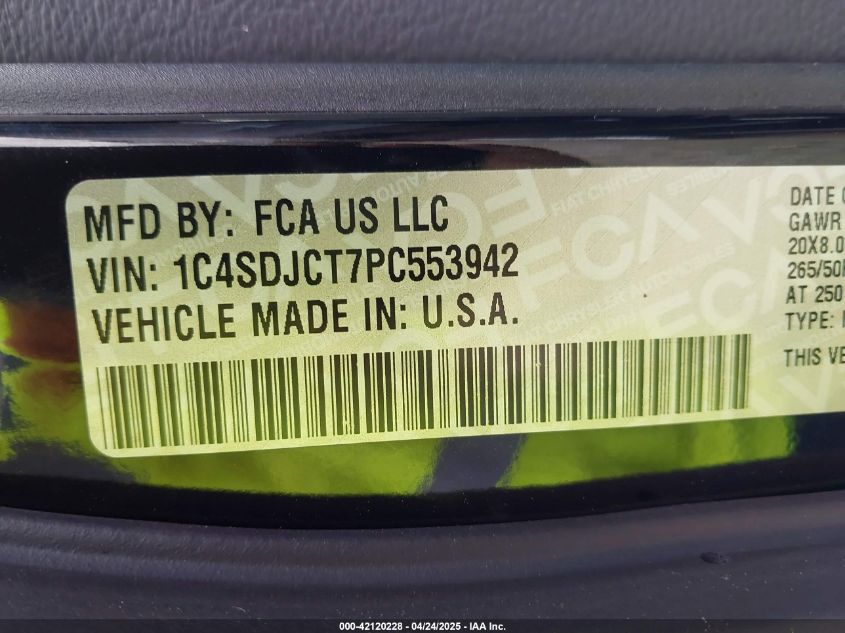 MFD BY: FCA US LLC
VIN: 1C4SDJCT7PC553942
VEHICLE MADE IN: U.S.A.
DATE O
GAWR
20X8.0
265/50
AT 250
TYPE:
THIS VE
000-42120228 - 04/24/2025 - IAA Inc.